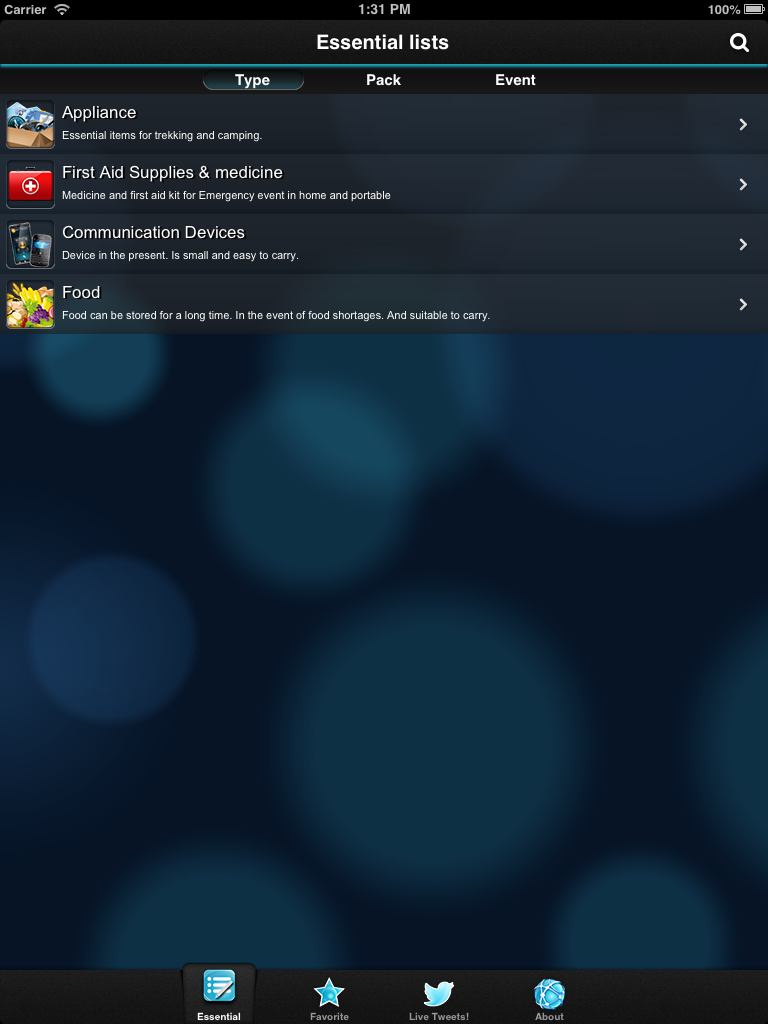 Carrier 1:31 PM 100%
Essential lists
Type Pack Event
Appliance
Essential items for trekking and camping.
First Aid Supplies & medicine
Medicine and first aid kit for Emergency event in home and portable
Communication Devices
Device in the present. Is small and easy to carry.
Food
Food can be stored for a long time. In the event of food shortages. And suitable to carry.
Essential Favorite Live Tweets! About